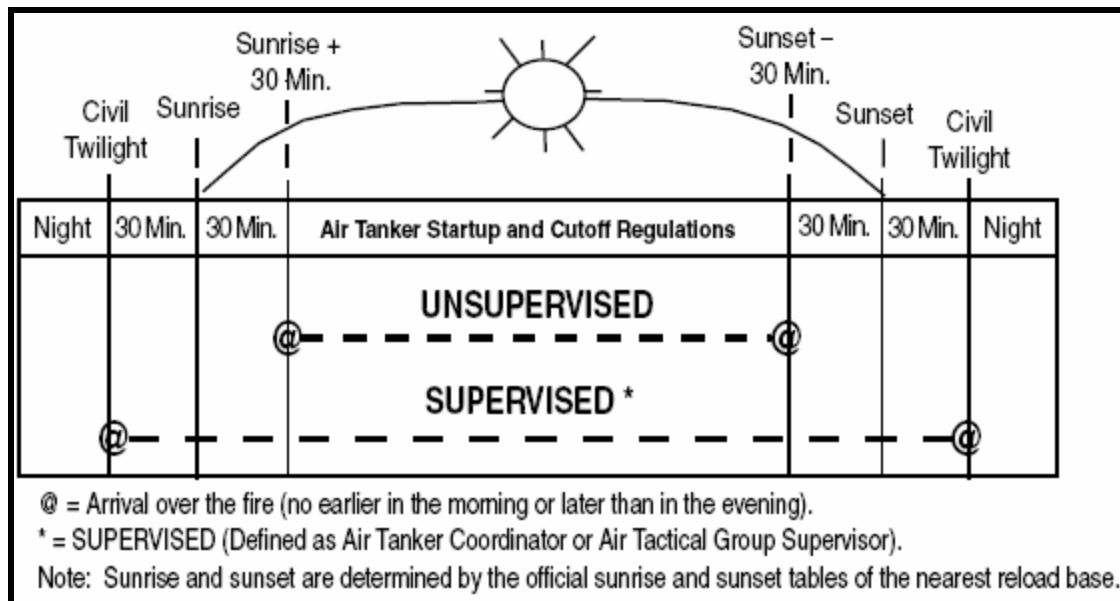 Sunrise +
30 Min.
Sunset –
30 Min.
Civil
Twilight
Sunrise
Sunset
Civil
Twilight
Night 30 Min. 30 Min. Air Tanker Startup and Cutoff Regulations 30 Min. 30 Min. Night
UNSUPERVISED
@ @
SUPERVISED *
@ @
@ = Arrival over the fire (no earlier in the morning or later than in the evening).
* = SUPERVISED (Defined as Air Tanker Coordinator or Air Tactical Group Supervisor).
Note: Sunrise and sunset are determined by the official sunrise and sunset tables of the nearest reload base.